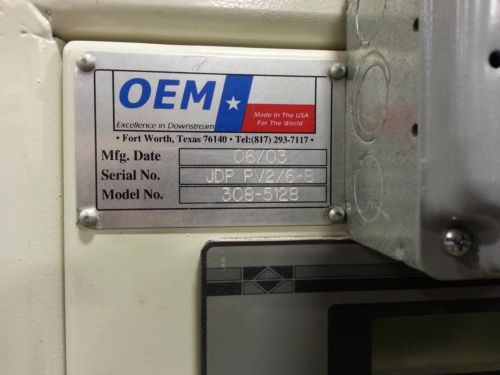 OEM
Made In The USA
For The World
Excellence in Downstream
• Fort Worth, Texas 76140 • Tel:(817) 293-7117 •
Mfg. Date 06/03
Serial No. JDP PV2/6-8
Model No. 308-5128